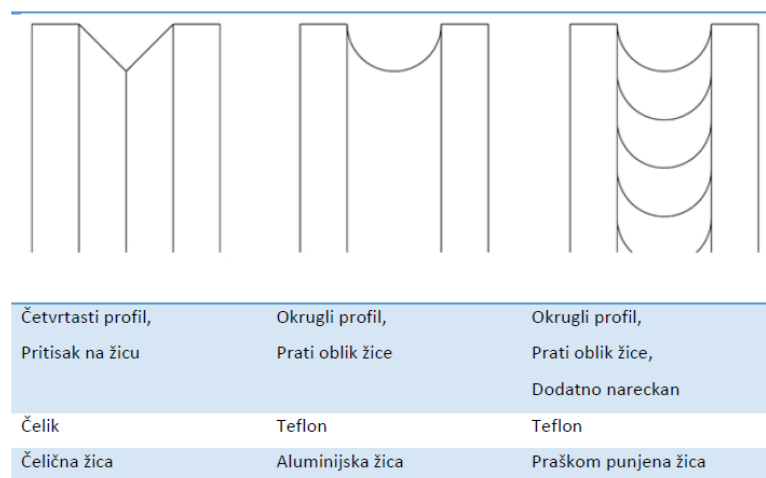 Četvrtasti profil,
Pritisak na žicu
Okrugli profil,
Prati oblik žice
Okrugli profil,
Prati oblik žice,
Dodatno nareckan
Čelik
Teflon
Teflon
Čelična žica
Aluminijska žica
Praškom punjena žica